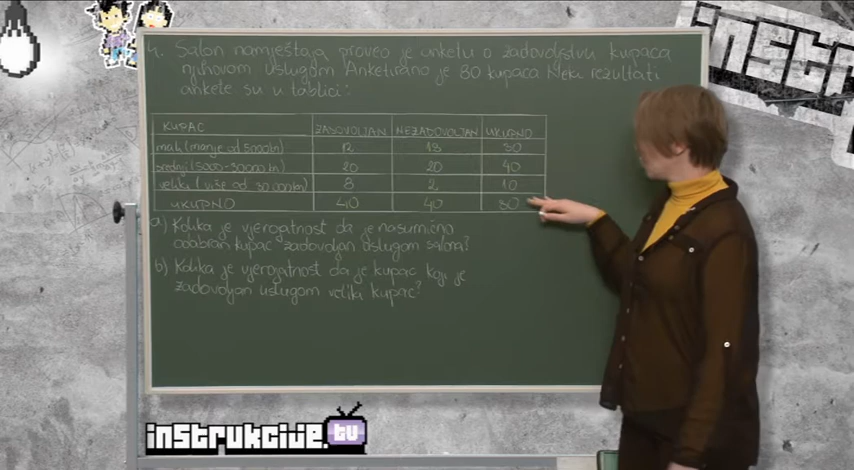 4. Salon namještaja proveo je anketu o zadovoljstvu kupaca
njihovom uslugom Anketirano je 80 kupaca Neki rezultati
ankete su u tablici:
KUPAC ZADOVOLJAN NEZADOVOLJAN UKUPNO
mali (manje od 5000kn) 12 18 30
srednji (5000-30000kn) 20 20 40
veliki (više od 30 000kn) 8 2 10
UKUPNO 40 40 80
a) Kolika je vjerojatnost da je nasumično
odabran kupac zadovoljan uslugom salona?
b) Kolika je vjerojatnost da je kupac koji je
zadovoljan uslugom veliki kupac?
instrukcije.tv